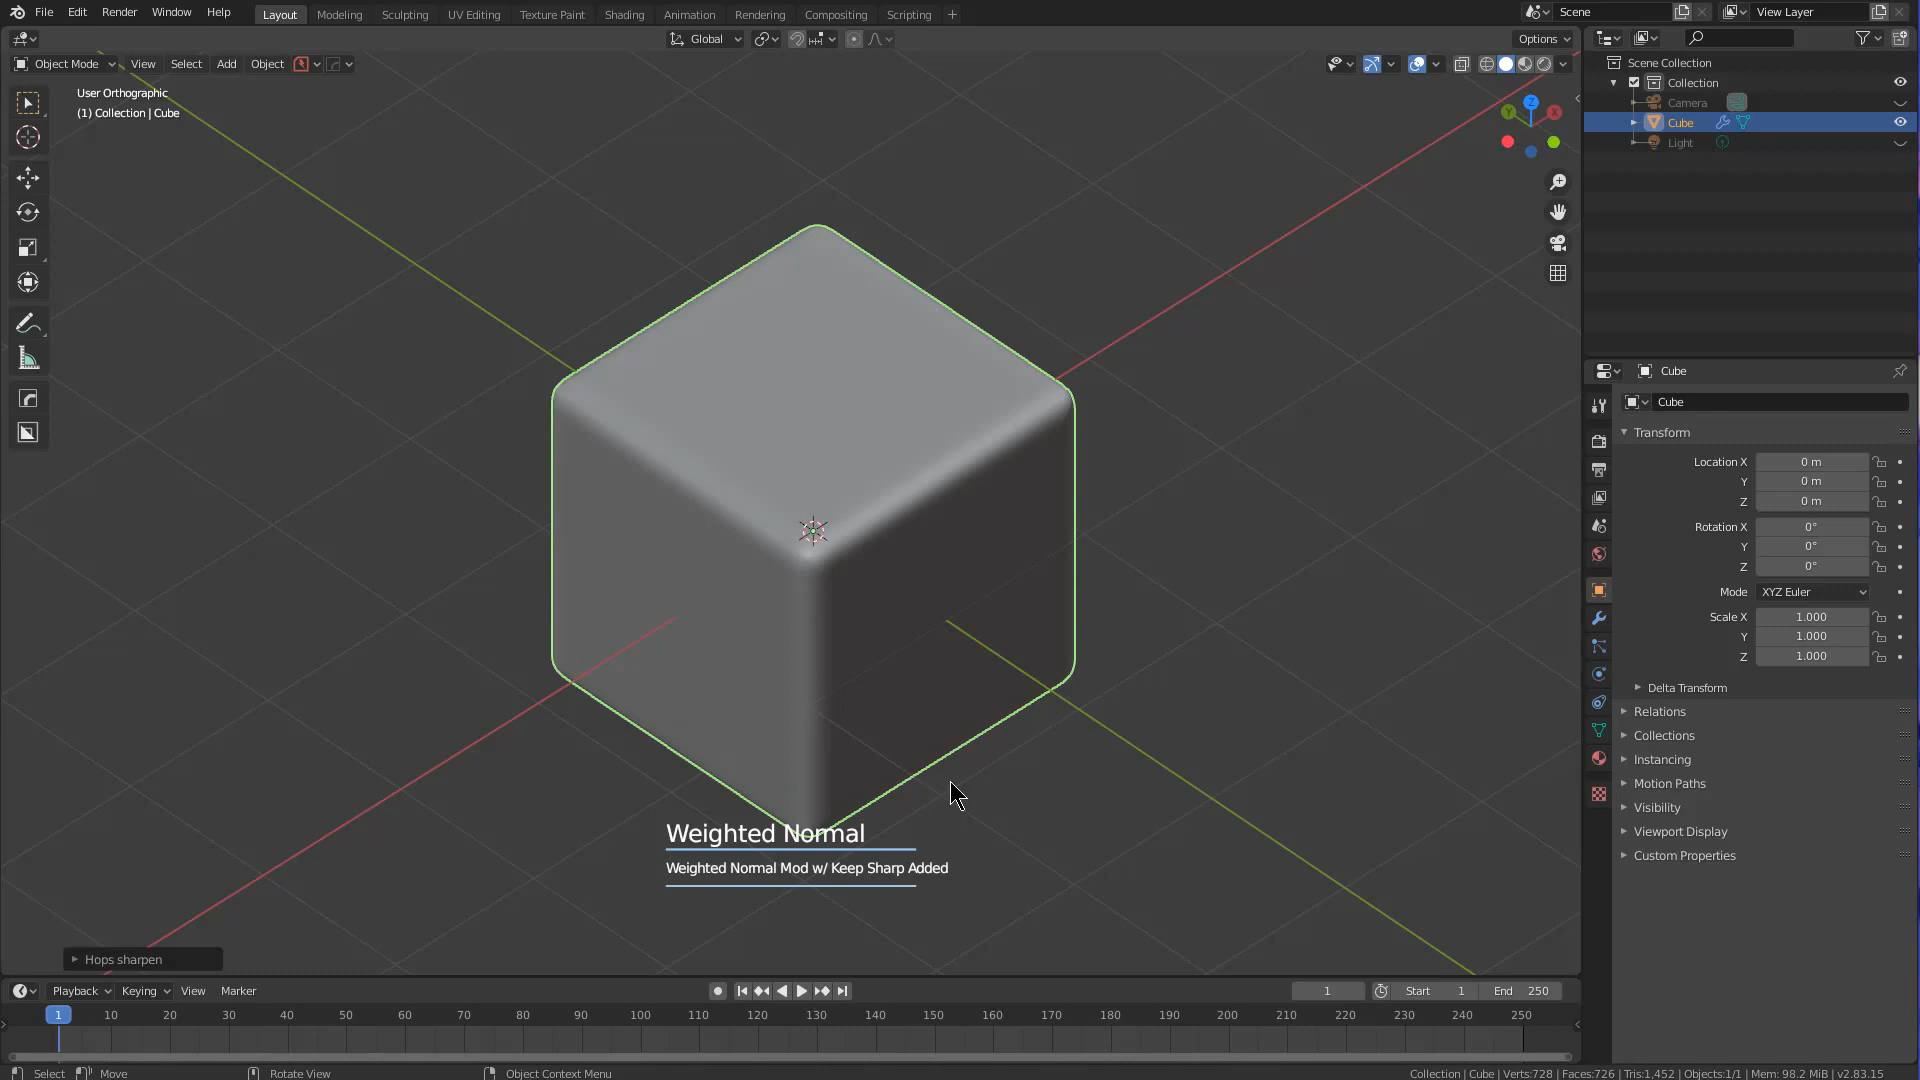 File Edit Render Window Help Layout Modeling Sculpting UV Editing Texture Paint Shading Animation Rendering Compositing Scripting + Scene View Layer
Global Options
Object Mode View Select Add Object
User Orthographic
(1) Collection | Cube
Z
Y
X
Scene Collection
Collection
Camera
Cube
Light
Cube
Cube
Transform
Location X 0 m
Y 0 m
Z 0 m
Rotation X 0°
Y 0°
Z 0°
Mode XYZ Euler
Scale X 1.000
Y 1.000
Z 1.000
Delta Transform
Relations
Collections
Instancing
Motion Paths
Visibility
Viewport Display
Custom Properties
Weighted Normal
Weighted Normal Mod w/ Keep Sharp Added
Hops sharpen
Playback Keying View Marker 1 Start 1 End 250
1 10 20 30 40 50 60 70 80 90 100 110 120 130 140 150 160 170 180 190 200 210 220 230 240 250
Select Move Rotate View Object Context Menu Collection | Cube | Verts:728 | Faces:726 | Tris:1,452 | Objects:1/1 | Mem: 98.2 MiB | v2.83.15